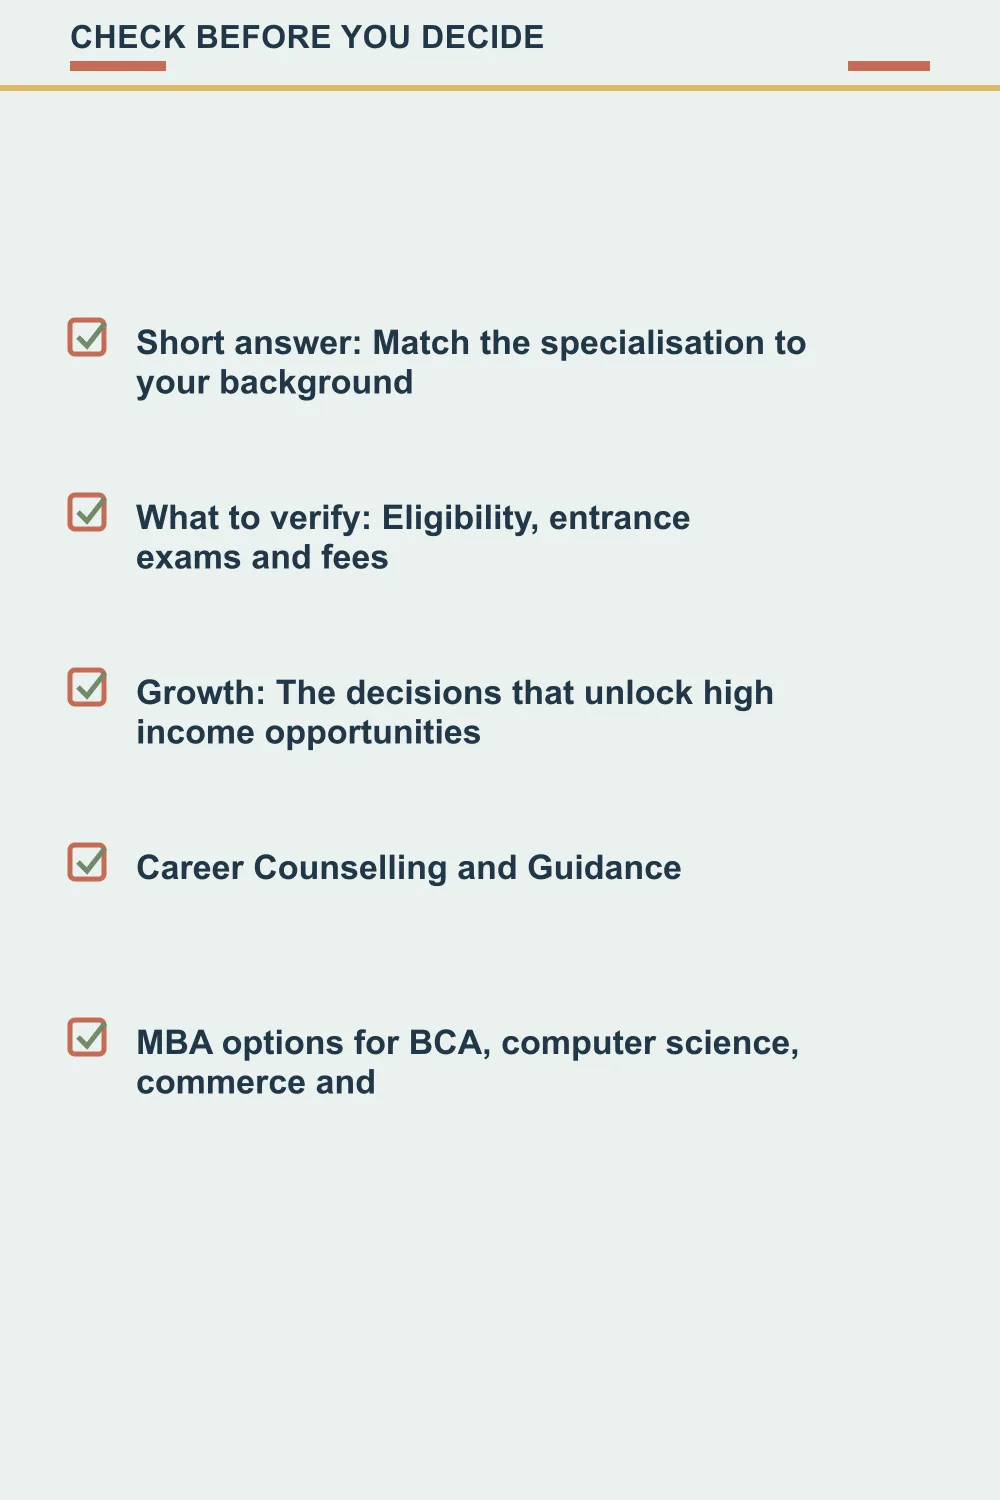 CHECK BEFORE YOU DECIDE
Short answer: Match the specialisation to
your background
What to verify: Eligibility, entrance
exams and fees
Growth: The decisions that unlock high
income opportunities
Career Counselling and Guidance
MBA options for BCA, computer science,
commerce and